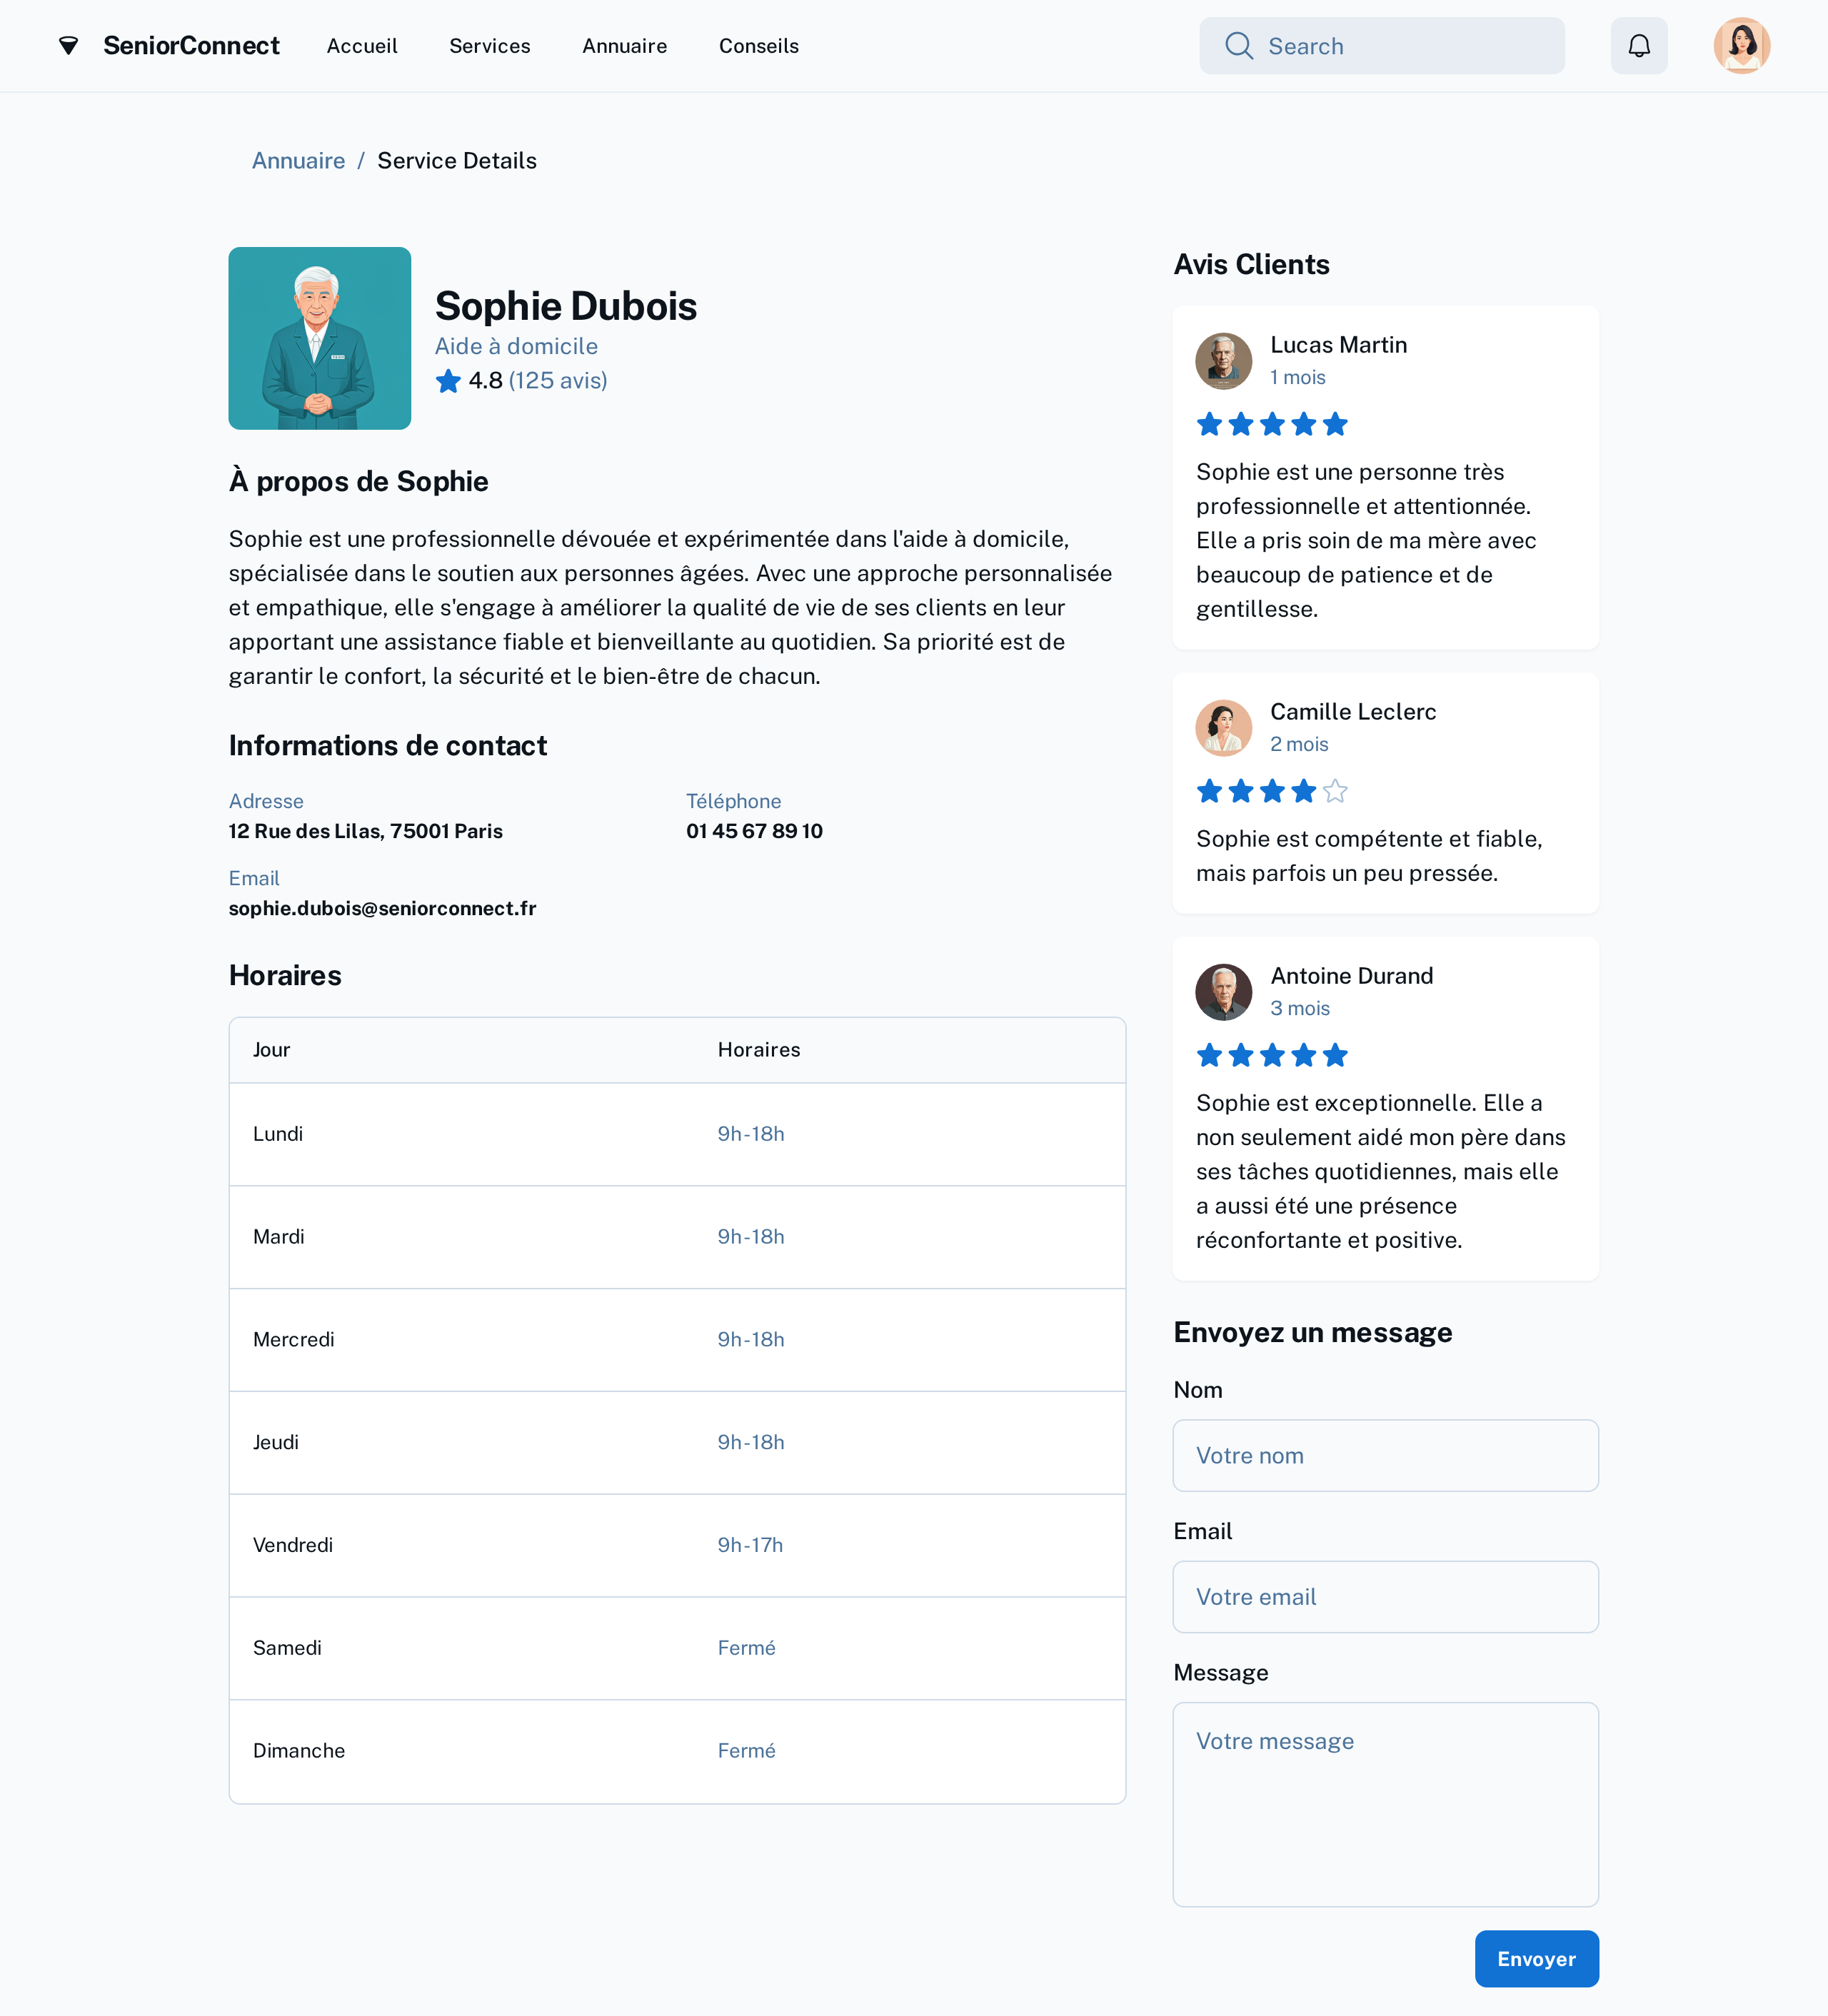 SeniorConnect
Accueil
Services
Annuaire
Conseils
Search
Annuaire / Service Details
Sophie Dubois
Aide à domicile
4.8 (125 avis)
À propos de Sophie
Sophie est une professionnelle dévouée et expérimentée dans l'aide à domicile,
spécialisée dans le soutien aux personnes âgées. Avec une approche personnalisée
et empathique, elle s'engage à améliorer la qualité de vie de ses clients en leur
apportant une assistance fiable et bienveillante au quotidien. Sa priorité est de
garantir le confort, la sécurité et le bien-être de chacun.
Informations de contact
Adresse
12 Rue des Lilas, 75001 Paris
Téléphone
01 45 67 89 10
Email
sophie.dubois@seniorconnect.fr
Horaires
Jour Horaires
Lundi 9h-18h
Mardi 9h-18h
Mercredi 9h-18h
Jeudi 9h-18h
Vendredi 9h-17h
Samedi Fermé
Dimanche Fermé
Avis Clients
Lucas Martin
1 mois
Sophie est une personne très
professionnelle et attentionnée.
Elle a pris soin de ma mère avec
beaucoup de patience et de
gentillesse.
Camille Leclerc
2 mois
Sophie est compétente et fiable,
mais parfois un peu pressée.
Antoine Durand
3 mois
Sophie est exceptionnelle. Elle a
non seulement aidé mon père dans
ses tâches quotidiennes, mais elle
a aussi été une présence
réconfortante et positive.
Envoyez un message
Nom
Votre nom
Email
Votre email
Message
Votre message
Envoyer